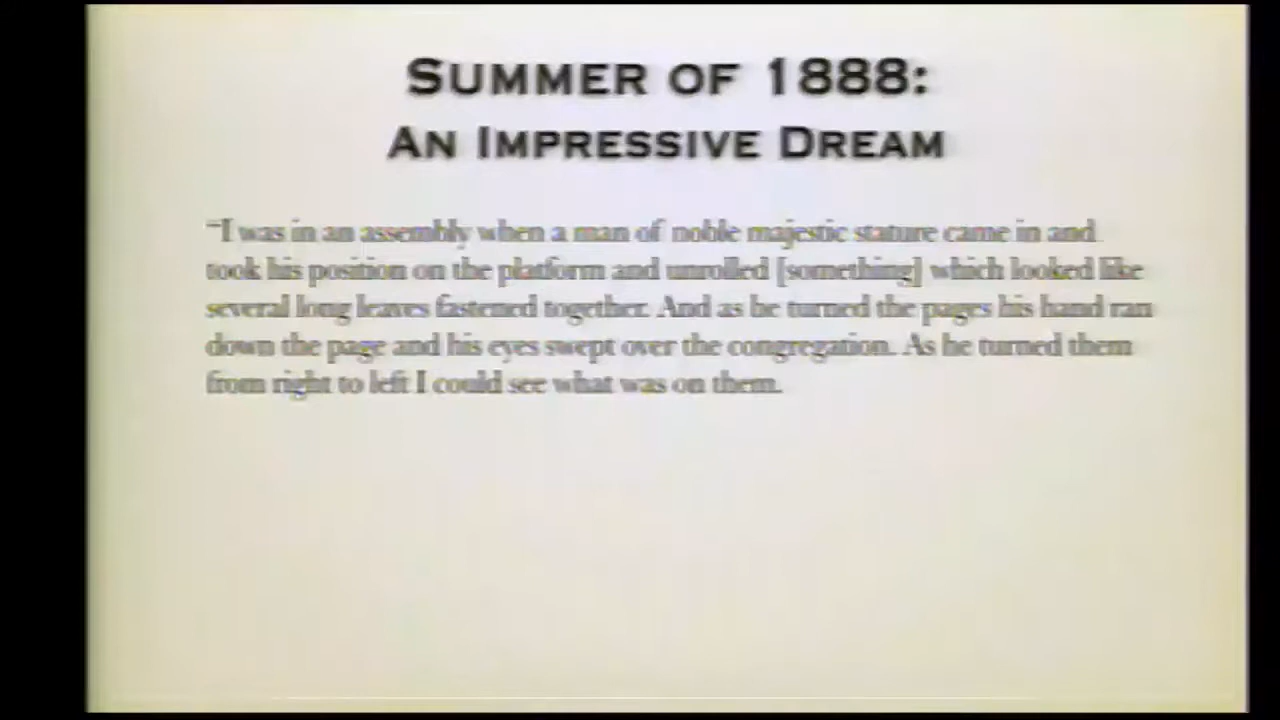 SUMMER OF 1888:
AN IMPRESSIVE DREAM
“I was in an assembly when a man of noble majestic stature came in and
took his position on the platform and unrolled [something] which looked like
several long leaves fastened together. And as he turned the pages his hand ran
down the page and his eyes swept over the congregation. As he turned them
from right to left I could see what was on them.